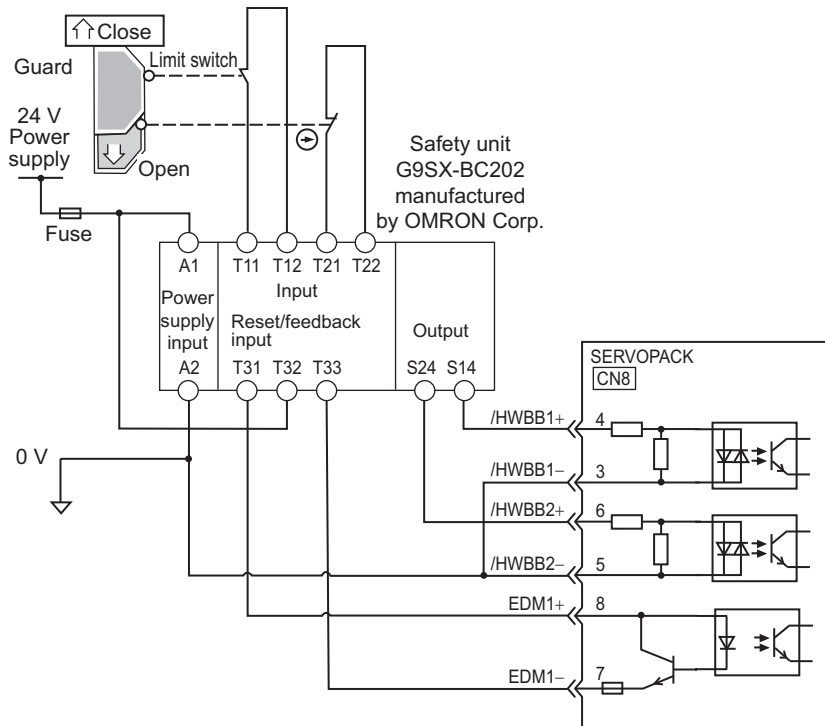 Close
Guard
Limit switch
24 V
Power
supply
Open
Fuse
Safety unit
G9SX-BC202
manufactured
by OMRON Corp.
A1 T11 T12 T21 T22
Power
supply
input
Input
Reset/feedback
input
Output
A2 T31 T32 T33 S24 S14
0 V
SERVOPACK
CN8
/HWBB1+ 4
/HWBB1− 3
/HWBB2+ 6
/HWBB2− 5
EDM1+ 8
EDM1− 7